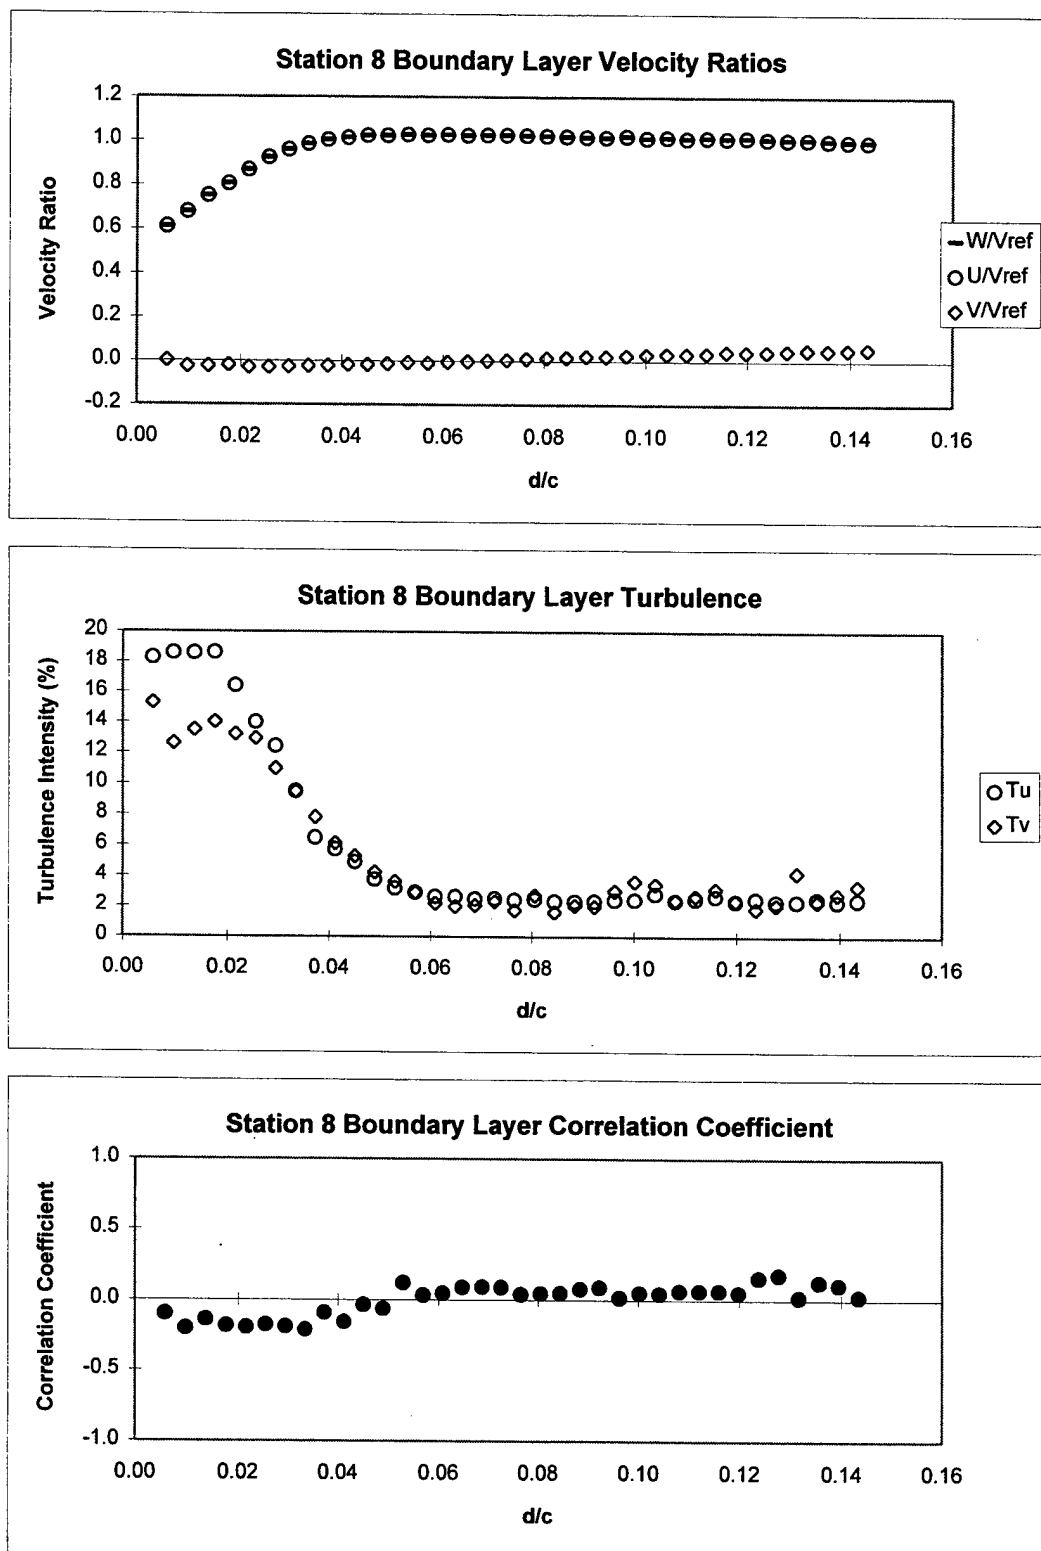 Station 8 Boundary Layer Velocity Ratios
1.2
1.0
0.8
0.6
0.4
0.2
0.0
-0.2
Velocity Ratio
0.00 0.02 0.04 0.06 0.08 0.10 0.12 0.14 0.16
d/c
W/Vref
U/Vref
V/Vref
Station 8 Boundary Layer Turbulence
20
18
16
14
12
10
8
6
4
2
0
Turbulence Intensity (%)
0.00 0.02 0.04 0.06 0.08 0.10 0.12 0.14 0.16
d/c
Tu
Tv
Station 8 Boundary Layer Correlation Coefficient
1.0
0.5
0.0
-0.5
-1.0
Correlation Coefficient
0.00 0.02 0.04 0.06 0.08 0.10 0.12 0.14 0.16
d/c